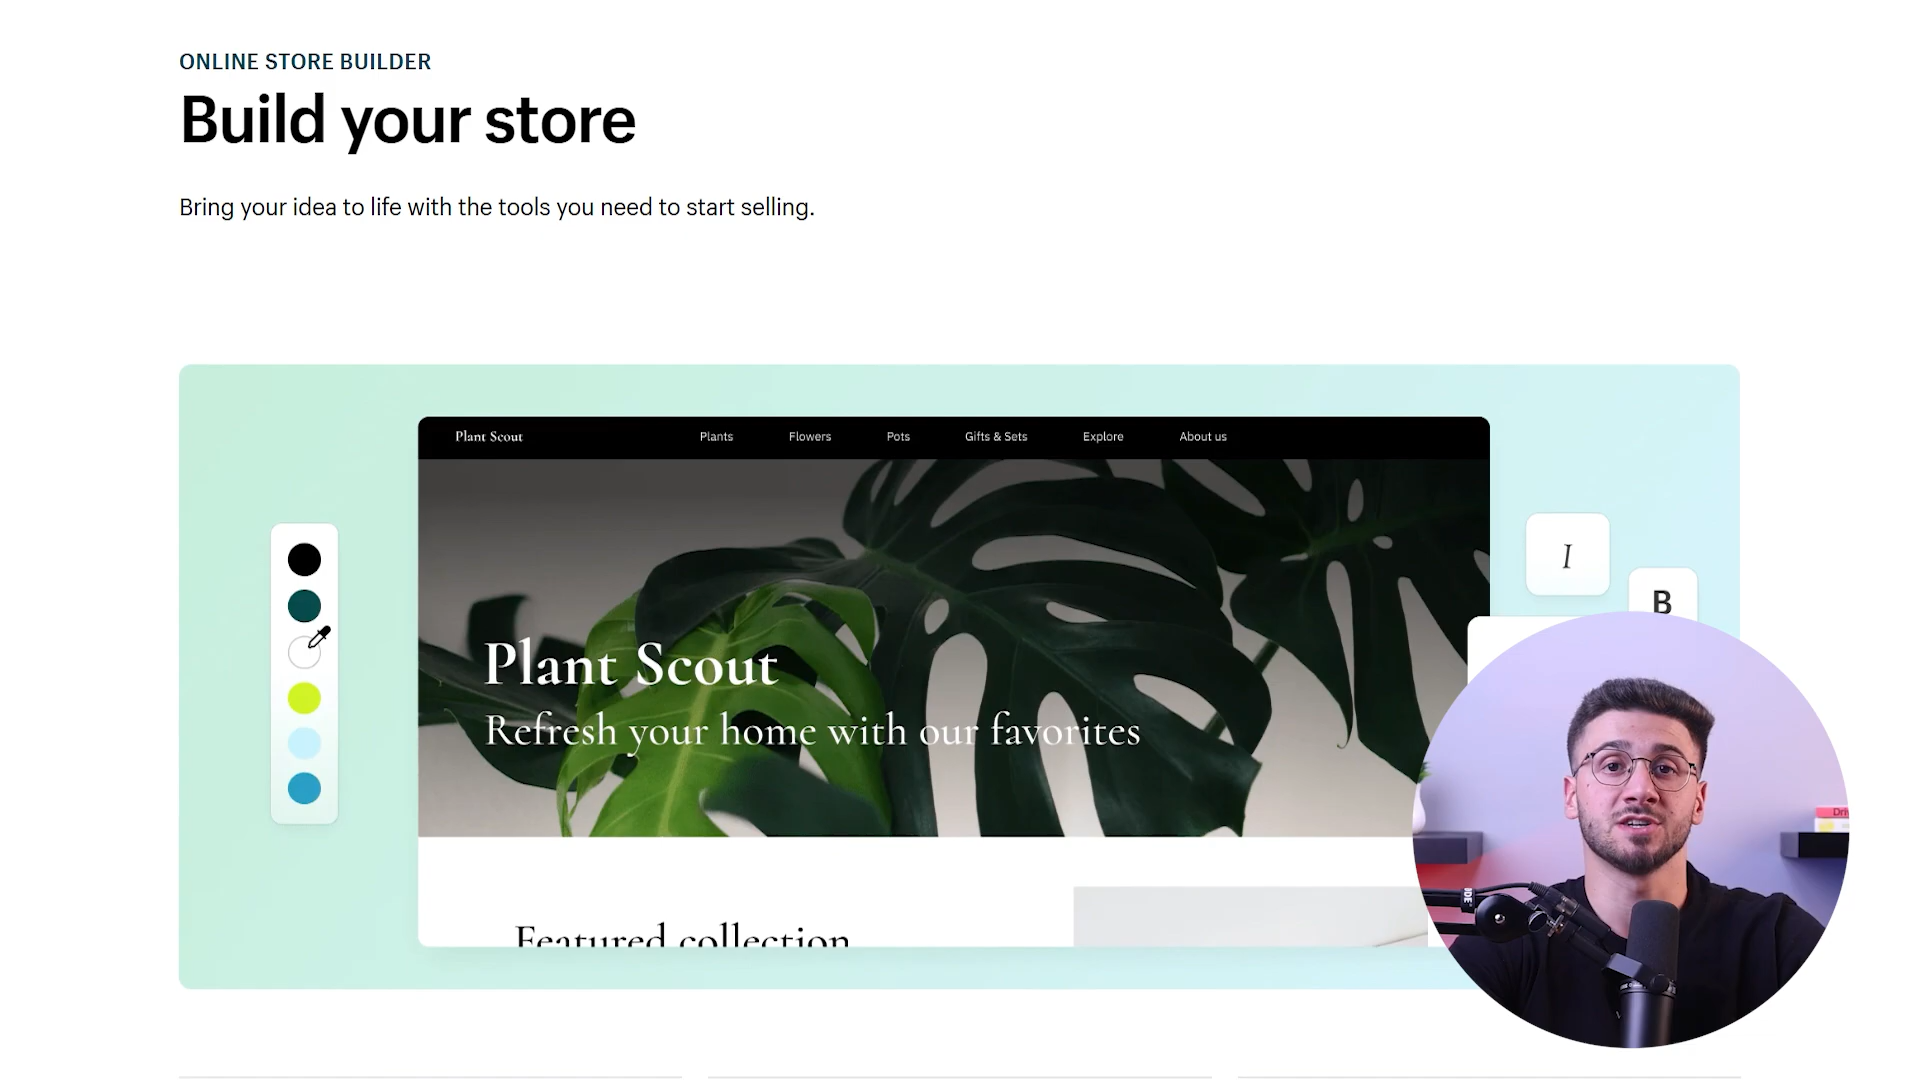 ONLINE STORE BUILDER
Build your store
Bring your idea to life with the tools you need to start selling.
Plant Scout
Plants
Flowers
Pots
Gifts & Sets
Explore
About us
I
B
Plant Scout
Refresh your home with our favorites
Featured collection